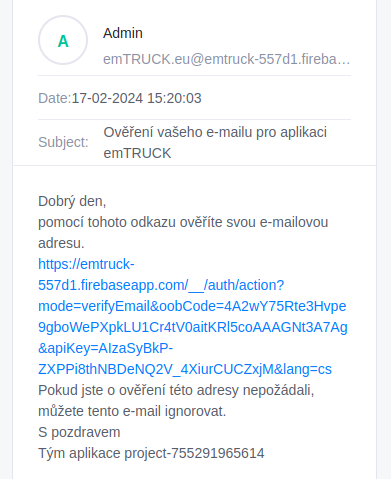 A
Admin
emTRUCK.eu@emtruck-557d1.fireba…
Date:17-02-2024 15:20:03
Subject: Ověření vašeho e-mailu pro aplikaci
emTRUCK
Dobrý den,
pomocí tohoto odkazu ověříte svou e-mailovou
adresu.
https://emtruck-
557d1.firebaseapp.com/__/auth/action?
mode=verifyEmail&oobCode=4A2wY75Rte3Hvpe
9gboWePXpkLU1Cr4tV0aitKRl5coAAAGNt3A7Ag
&apiKey=AIzaSyBkP-
ZXPPi8thNBDeNQ2V_4XiurCUCZxjM&lang=cs
Pokud jste o ověření této adresy nepožádali,
můžete tento e-mail ignorovat.
S pozdravem
Tým aplikace project-755291965614